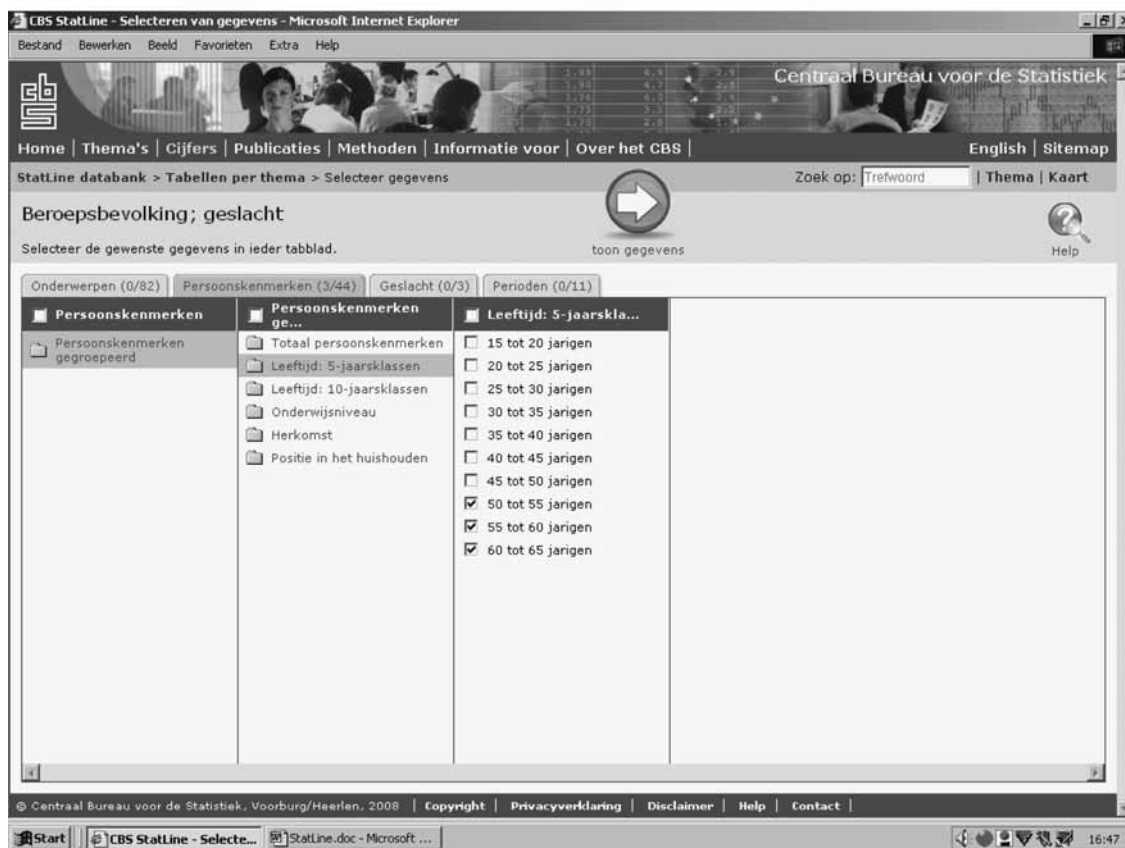 CBS StatLine - Selecteren van gegevens - Microsoft Internet Explorer
Bestand Bewerken Beeld Favorieten Extra Help
cbs
Centraal Bureau voor de Statistiek
Home | Thema's | Cijfers | Publicaties | Methoden | Informatie voor | Over het CBS | English | Sitemap
StatLine databank > Tabellen per thema > Selecteer gegevens Zoek op: Trefwoord | Thema | Kaart
Beroepsbevolking; geslacht
Selecteer de gewenste gegevens in ieder tabblad.
toon gegevens
Help
Onderwerpen (0/82) Persoonskenmerken (3/44) Geslacht (0/3) Perioden (0/11)
Persoonskenmerken
Persoonskenmerken
gegroepeerd
Persoonskenmerken
ge...
Totaal persoonskenmerken
Leeftijd: 5-jaarsklassen
Leeftijd: 10-jaarsklassen
Onderwijsniveau
Herkomst
Positie in het huishouden
Leeftijd: 5-jaarskla...
15 tot 20 jarigen
20 tot 25 jarigen
25 tot 30 jarigen
30 tot 35 jarigen
35 tot 40 jarigen
40 tot 45 jarigen
45 tot 50 jarigen
50 tot 55 jarigen
55 tot 60 jarigen
60 tot 65 jarigen
© Centraal Bureau voor de Statistiek, Voorburg/Heerlen, 2008 | Copyright | Privacyverklaring | Disclaimer | Help | Contact |
Start CBS StatLine - Selecte... StatLine.doc - Microsoft ... 16:47